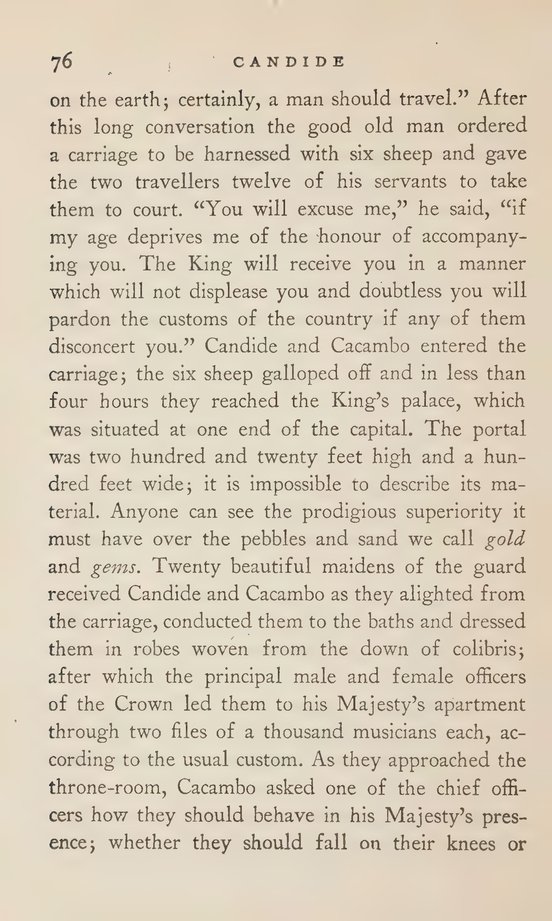 76 CANDIDE
on the earth; certainly, a man should travel.” After
this long conversation the good old man ordered
a carriage to be harnessed with six sheep and gave
the two travellers twelve of his servants to take
them to court. “You will excuse me,” he said, “if
my age deprives me of the honour of accompany-
ing you. The King will receive you in a manner
which will not displease you and doubtless you will
pardon the customs of the country if any of them
disconcert you.” Candide and Cacambo entered the
carriage; the six sheep galloped off and in less than
four hours they reached the King’s palace, which
was situated at one end of the capital. The portal
was two hundred and twenty feet high and a hun-
dred feet wide; it is impossible to describe its ma-
terial. Anyone can see the prodigious superiority it
must have over the pebbles and sand we call gold
and gems. Twenty beautiful maidens of the guard
received Candide and Cacambo as they alighted from
the carriage, conducted them to the baths and dressed
them in robes woven from the down of colibris;
after which the principal male and female officers
of the Crown led them to his Majesty’s apartment
through two files of a thousand musicians each, ac-
cording to the usual custom. As they approached the
throne-room, Cacambo asked one of the chief offi-
cers how they should behave in his Majesty’s pres-
ence; whether they should fall on their knees or